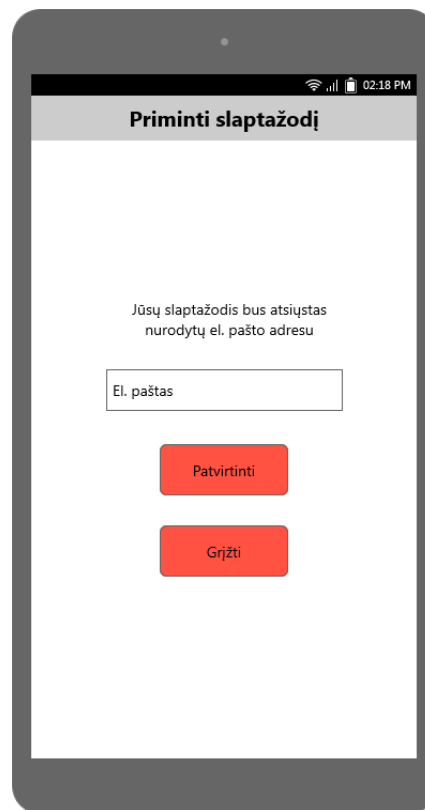 02:18 PM
Priminti slaptažodį
Jūsų slaptažodis bus atsiųstas
nurodytų el. pašto adresu
El. paštas
Patvirtinti
Grįžti